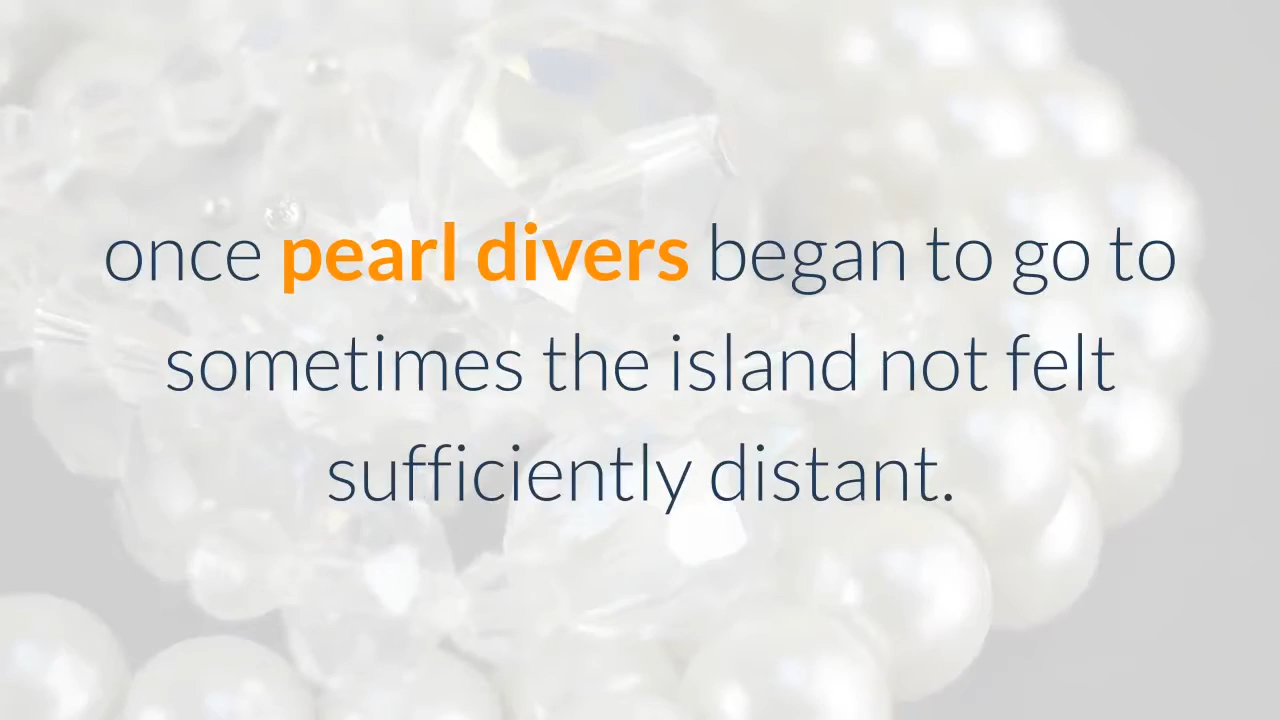 once pearl divers began to go to
sometimes the island not felt
sufficiently distant.